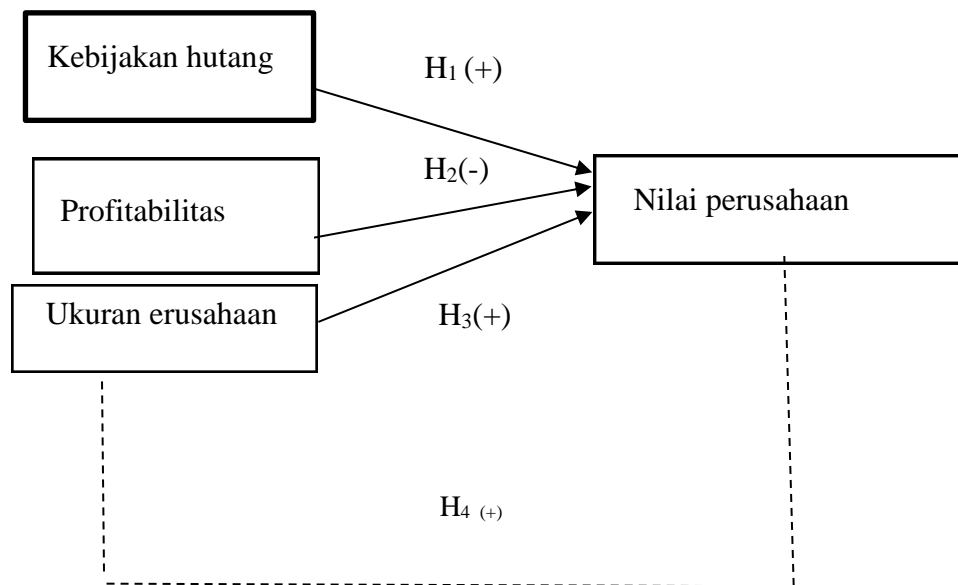 Kebijakan hutang
H₁ (+)
H₂(-)
Profitabilitas
Nilai perusahaan
Ukuran erusahaan
H₃(+)
H₄ (+)